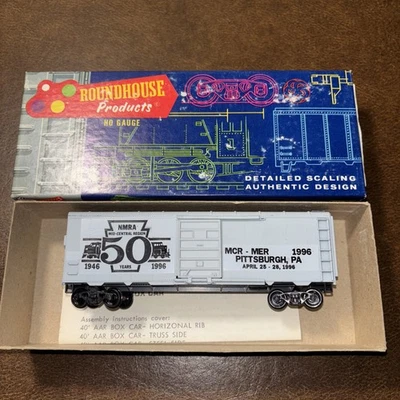 ROUNDHOUSE
Products
HO GAUGE
DETAILED SCALING
AUTHENTIC DESIGN
NMRA
MID-CENTRAL REGION
50
1946 1996
YEARS
MCR - MER 1996
PITTSBURGH, PA
APRIL 25 - 28, 1996
BOX CAR
Assembly Instructions cover:
40' AAR BOX CAR- HORIZONAL RIB
40' AAR BOX CAR- TRUSS SIDE